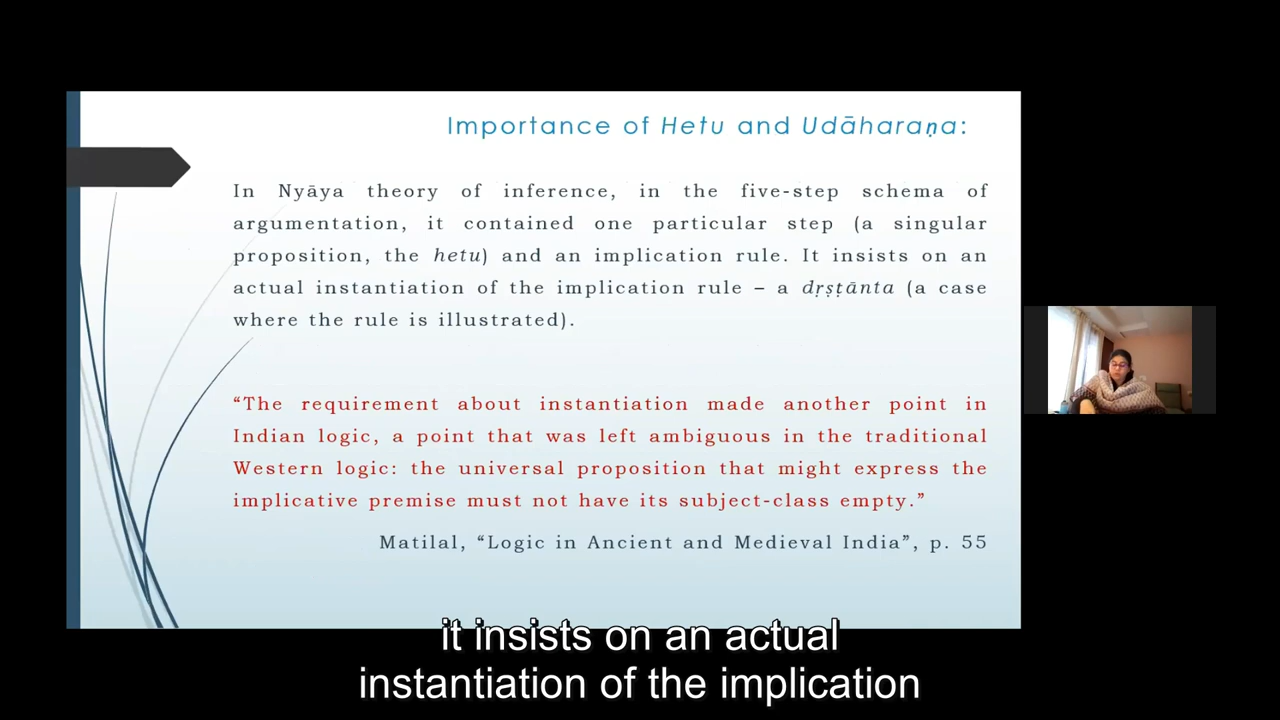 Importance of Hetu and Udāharaṇa:
In Nyāya theory of inference, in the five-step schema of
argumentation, it contained one particular step (a singular
proposition, the hetu) and an implication rule. It insists on an
actual instantiation of the implication rule – a dṛṣṭānta (a case
where the rule is illustrated).
“The requirement about instantiation made another point in
Indian logic, a point that was left ambiguous in the traditional
Western logic: the universal proposition that might express the
implicative premise must not have its subject-class empty.”
Matilal, “Logic in Ancient and Medieval India”, p. 55
it insists on an actual
instantiation of the implication